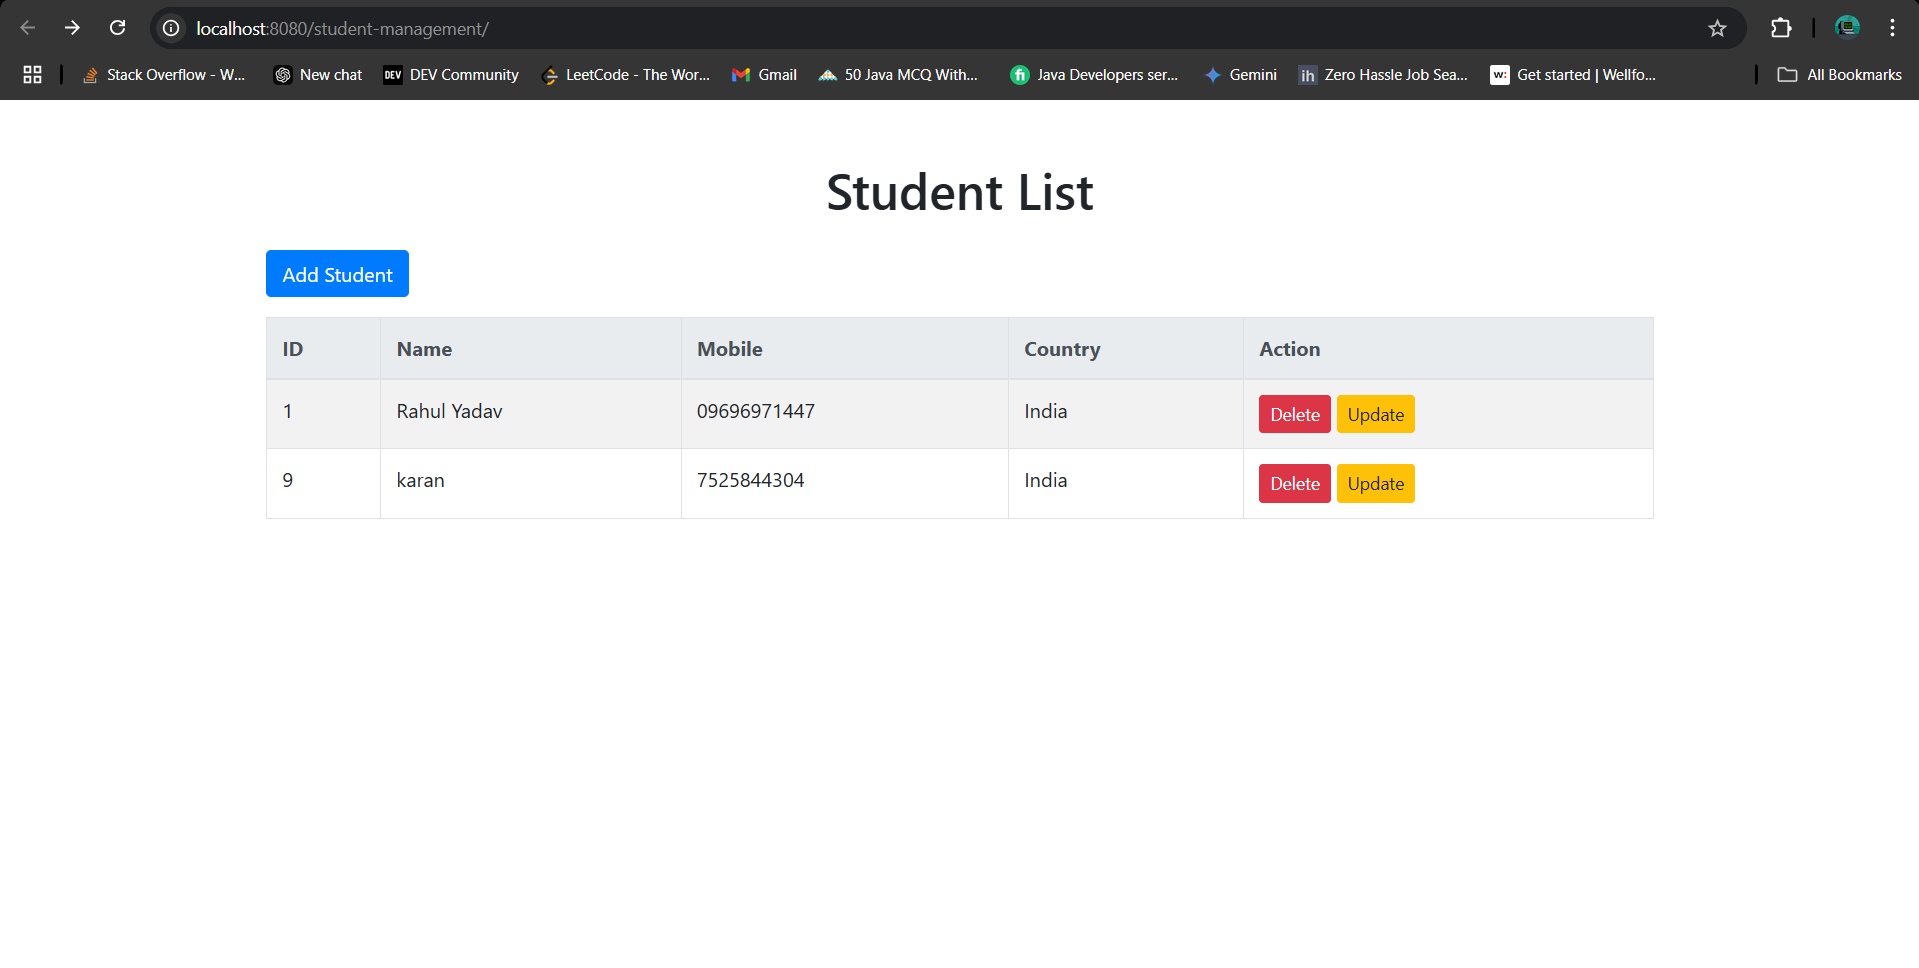 localhost:8080/student-management/
Stack Overflow - W... New chat DEV DEV Community LeetCode - The Wor... Gmail 50 Java MCQ With... fi Java Developers ser... Gemini ih Zero Hassle Job Sea... w: Get started | Wellfo... All Bookmarks
Student List
Add Student
ID Name Mobile Country Action
1 Rahul Yadav 09696971447 India Delete Update
9 karan 7525844304 India Delete Update